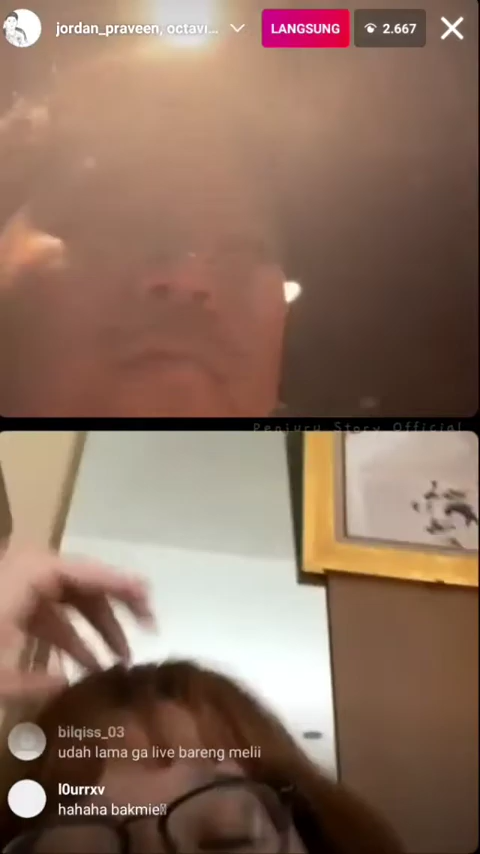 jordan_praveen, octavi...
LANGSUNG
2.667
Penjuru Story Official
bilqiss_03
udah lama ga live bareng melii
l0urrxv
hahaha bakmie